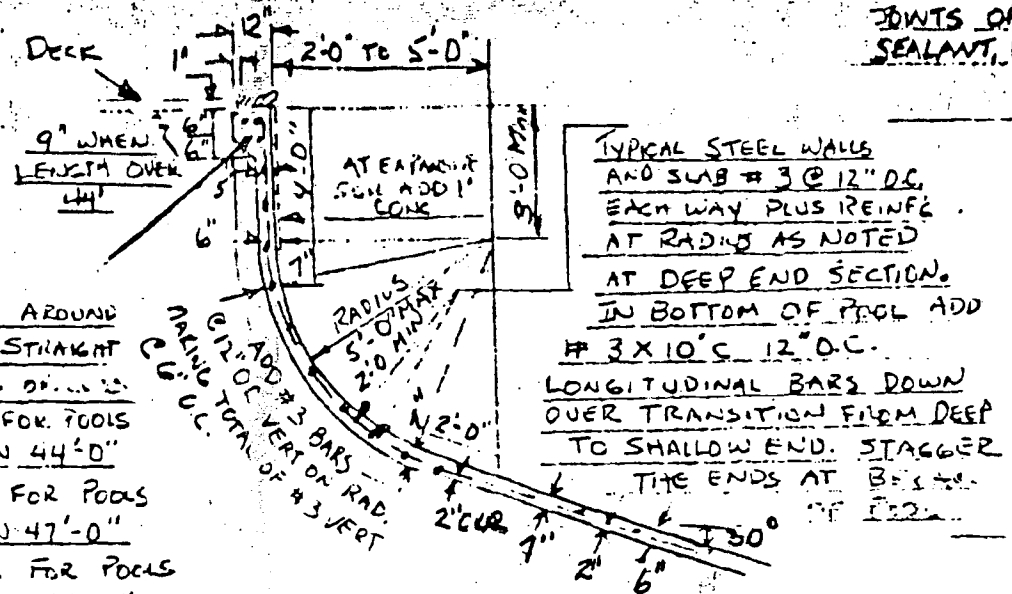 12"
DECK
1"
2'-0" TO 5'-0"
JOINTS
SEALANT,
6"
6"
9" WHEN
LENGTH OVER
44'
5
4'-0"
AT EXPANSIVE
SOIL ADD 1"
CONC
TYPICAL STEEL WALLS
AND SLAB # 3 @ 12" O.C.
EACH WAY PLUS REINFC.
AT RADIUS AS NOTED
AT DEEP END SECTION.
IN BOTTOM OF POOL ADD
# 3 X 10'S 12" O.C.
LONGITUDINAL BARS DOWN
OVER TRANSITION FROM DEEP
TO SHALLOW END. STAGGER
THE ENDS AT
6"
7"
RADIUS
5'-0" MAX
2'-0 MIN
AROUND
STRAIGHT
FOR POOLS
44'-0"
FOR POOLS
47'-0"
FOR POOLS
ADD #3 BARS
@ 12" OC VERT ON RAD.
MAKING TOTAL OF #3 VERT
@ 6" O.C.
2'-0"
2" CLR
7"
2"
6"
30°